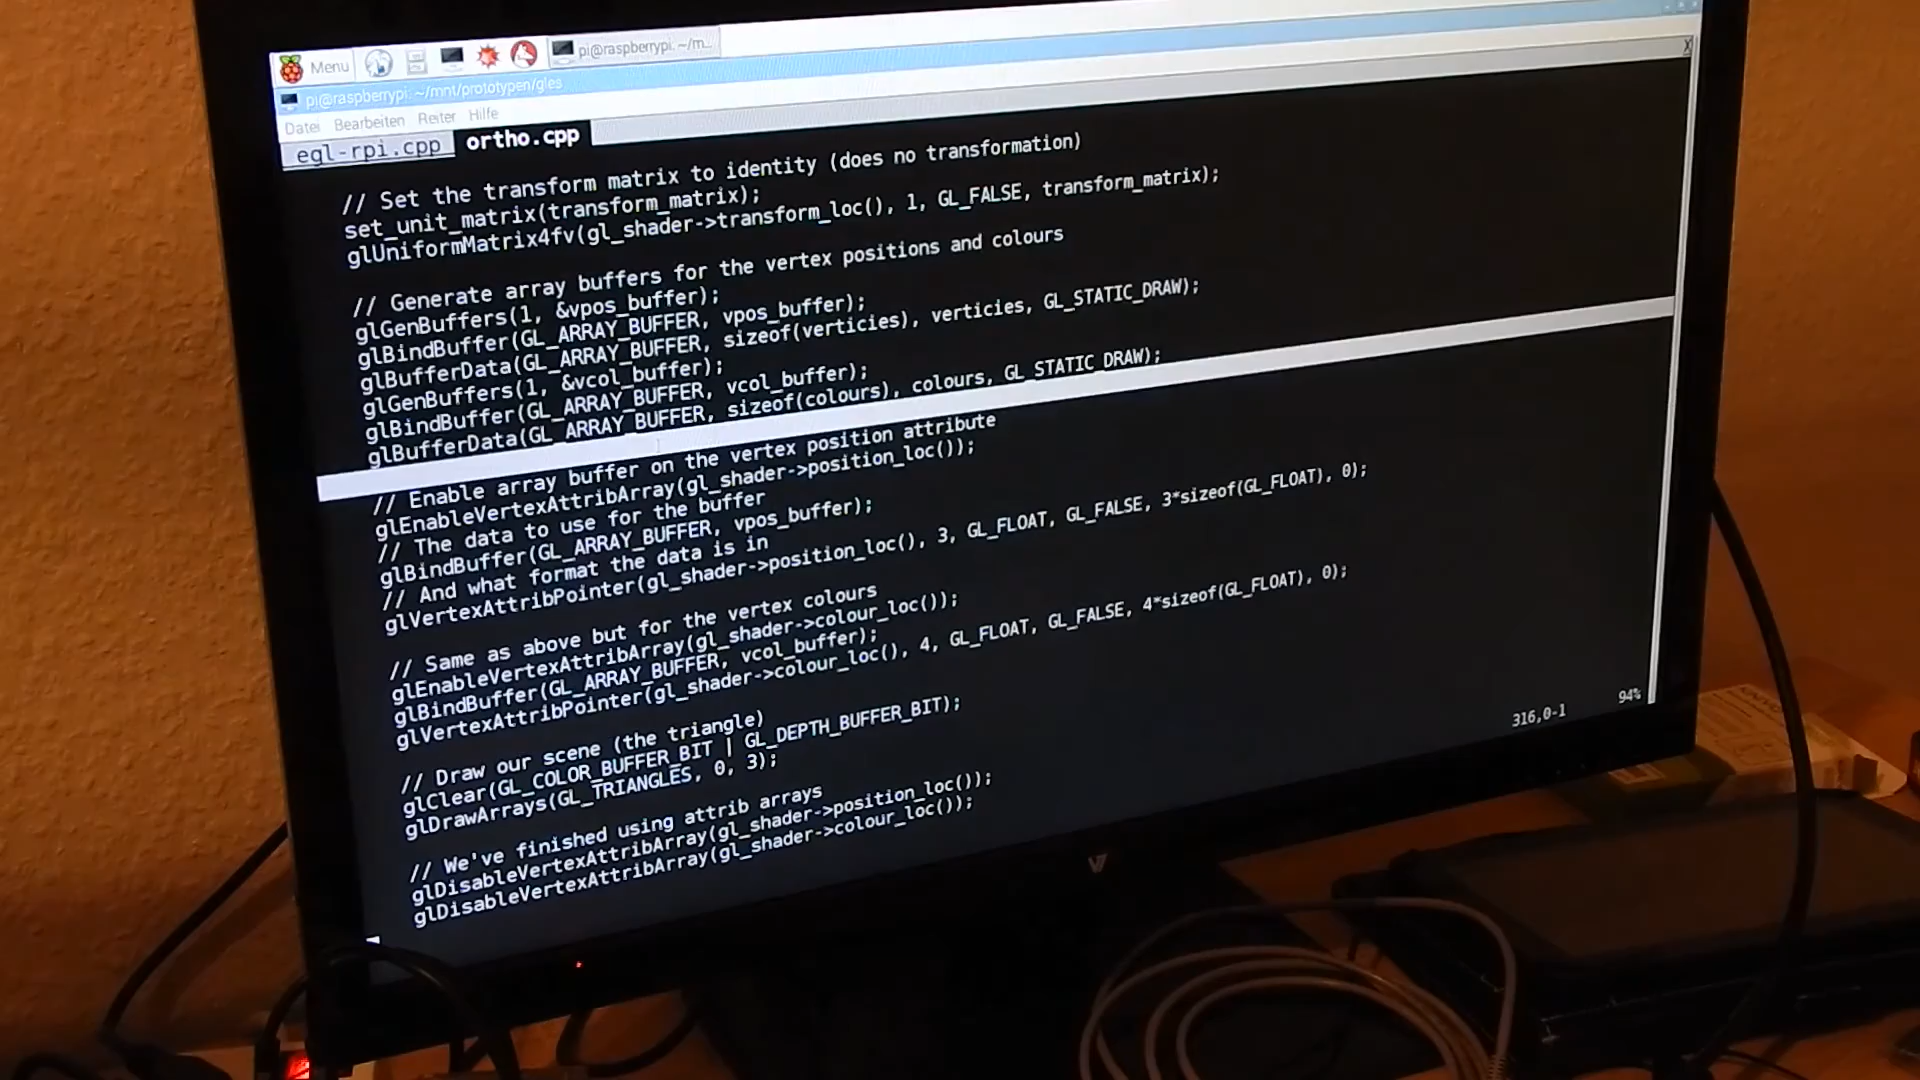 Menu
pi@raspberrypi: ~/m...
pi@raspberrypi: ~/mnt/prototypen/gles
Datei Bearbeiten Reiter Hilfe
egl-rpi.cpp ortho.cpp
// Set the transform matrix to identity (does no transformation)
set_unit_matrix(transform_matrix);
glUniformMatrix4fv(gl_shader->transform_loc(), 1, GL_FALSE, transform_matrix);
// Generate array buffers for the vertex positions and colours
glGenBuffers(1, &vpos_buffer);
glBindBuffer(GL_ARRAY_BUFFER, vpos_buffer);
glBufferData(GL_ARRAY_BUFFER, sizeof(verticies), verticies, GL_STATIC_DRAW);
glGenBuffers(1, &vcol_buffer);
glBindBuffer(GL_ARRAY_BUFFER, vcol_buffer);
glBufferData(GL_ARRAY_BUFFER, sizeof(colours), colours, GL_STATIC_DRAW);
// Enable array buffer on the vertex position attribute
glEnableVertexAttribArray(gl_shader->position_loc());
// The data to use for the buffer
glBindBuffer(GL_ARRAY_BUFFER, vpos_buffer);
// And what format the data is in
glVertexAttribPointer(gl_shader->position_loc(), 3, GL_FLOAT, GL_FALSE, 3*sizeof(GL_FLOAT), 0);
// Same as above but for the vertex colours
glEnableVertexAttribArray(gl_shader->colour_loc());
glBindBuffer(GL_ARRAY_BUFFER, vcol_buffer);
glVertexAttribPointer(gl_shader->colour_loc(), 4, GL_FLOAT, GL_FALSE, 4*sizeof(GL_FLOAT), 0);
// Draw our scene (the triangle)
glClear(GL_COLOR_BUFFER_BIT | GL_DEPTH_BUFFER_BIT);
glDrawArrays(GL_TRIANGLES, 0, 3);
// We've finished using attrib arrays
glDisableVertexAttribArray(gl_shader->position_loc());
glDisableVertexAttribArray(gl_shader->colour_loc());
316,0-1 94%